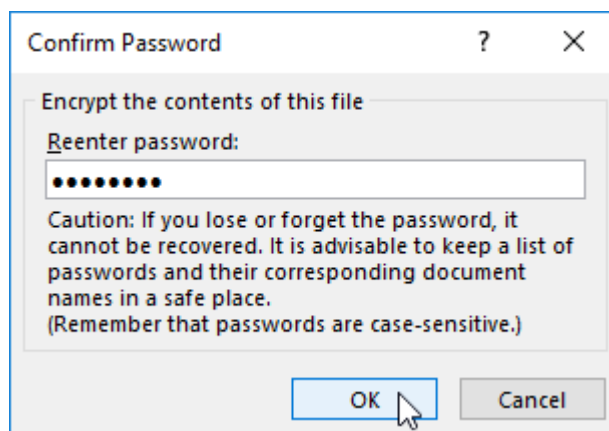 Confirm Password
?
Encrypt the contents of this file
Reenter password:
••••••••
Caution: If you lose or forget the password, it
cannot be recovered. It is advisable to keep a list of
passwords and their corresponding document
names in a safe place.
(Remember that passwords are case-sensitive.)
OK
Cancel